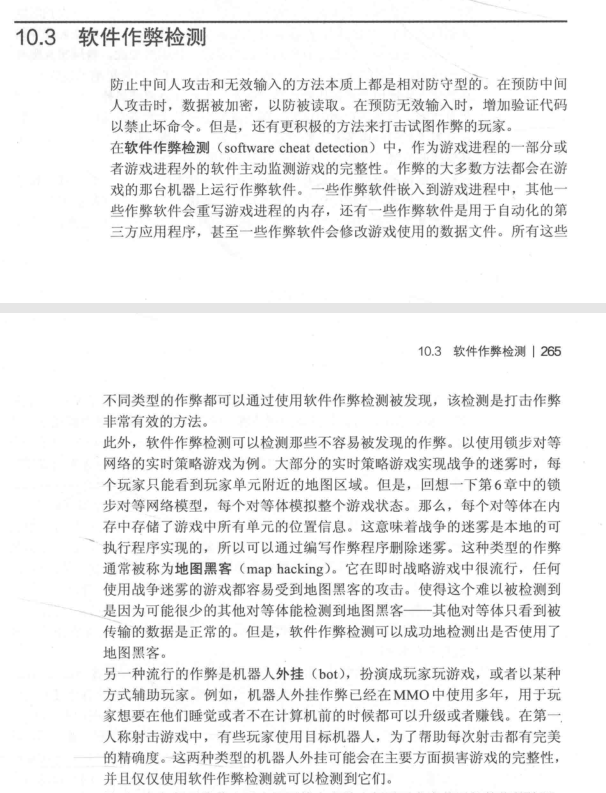 10.3 软件作弊检测
防止中间人攻击和无效输入的方法本质上都是相对防守型的。在预防中间
人攻击时，数据被加密，以防被读取。在预防无效输入时，增加验证代码
以禁止坏命令。但是，还有更积极的方法来打击试图作弊的玩家。
在软件作弊检测（software cheat detection）中，作为游戏进程的一部分或
者游戏进程外的软件主动监测游戏的完整性。作弊的大多数方法都会在游
戏的那台机器上运行作弊软件。一些作弊软件嵌入到游戏进程中，其他一
些作弊软件会重写游戏进程的内存，还有一些作弊软件是用于自动化的第
三方应用程序，甚至一些作弊软件会修改游戏使用的数据文件。所有这些
10.3 软件作弊检测 | 265
不同类型的作弊都可以通过使用软件作弊检测被发现，该检测是打击作弊
非常有效的方法。
此外，软件作弊检测可以检测那些不容易被发现的作弊。以使用锁步对等
网络的实时策略游戏为例。大部分的实时策略游戏实现战争的迷雾时，每
个玩家只能看到玩家单元附近的地图区域。但是，回想一下第6章中的锁
步对等网络模型，每个对等体模拟整个游戏状态。那么，每个对等体在内
存中存储了游戏中所有单元的位置信息。这意味着战争的迷雾是本地的可
执行程序实现的，所以可以通过编写作弊程序删除迷雾。这种类型的作弊
通常被称为地图黑客（map hacking）。它在即时战略游戏中很流行，任何
使用战争迷雾的游戏都容易受到地图黑客的攻击。使得这个难以被检测到
是因为可能很少的其他对等体能检测到地图黑客——其他对等体只看到被
传输的数据是正常的。但是，软件作弊检测可以成功地检测出是否使用了
地图黑客。
另一种流行的作弊是机器人外挂（bot），扮演成玩家玩游戏，或者以某种
方式辅助玩家。例如，机器人外挂作弊已经在MMO中使用多年，用于玩
家想要在他们睡觉或者不在计算机前的时候都可以升级或者赚钱。在第一
人称射击游戏中，有些玩家使用目标机器人，为了帮助每次射击都有完美
的精确度。这两种类型的机器人外挂可能会在主要方面损害游戏的完整性，
并且仅仅使用软件作弊检测就可以检测到它们。